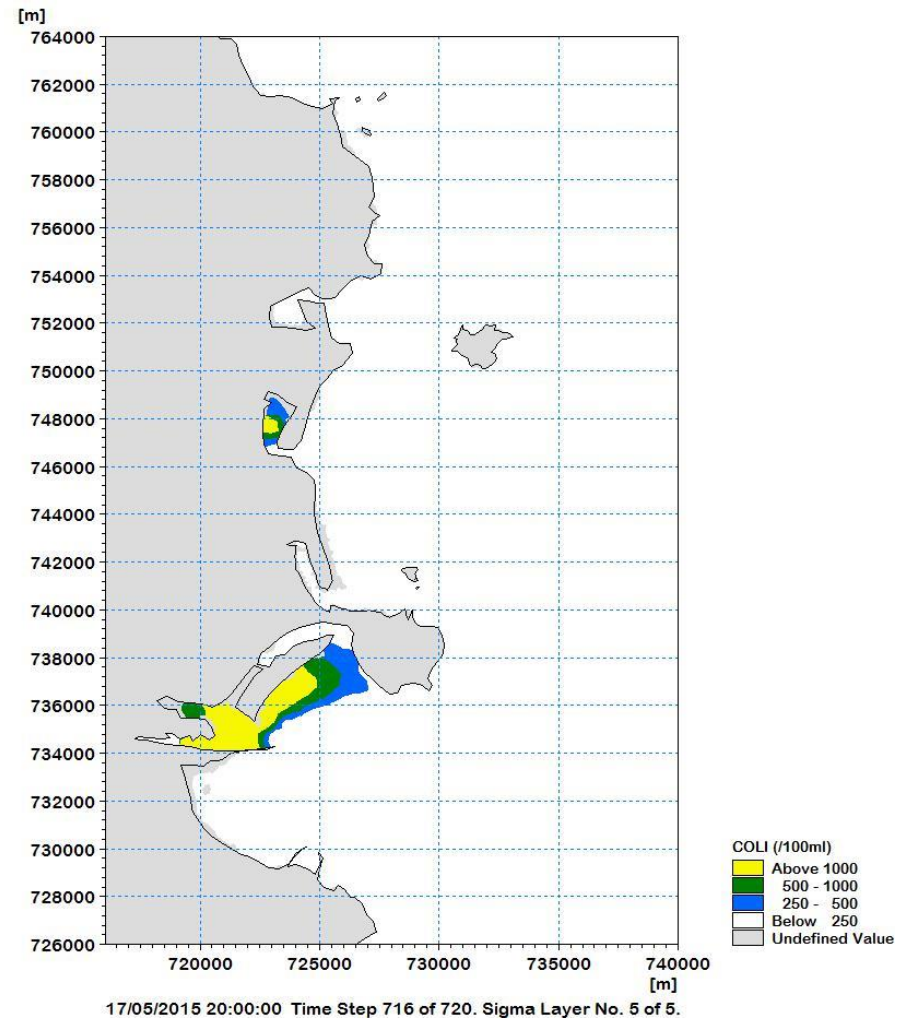 [m]
764000
762000
760000
758000
756000
754000
752000
750000
748000
746000
744000
742000
740000
738000
736000
734000
732000
730000
728000
726000
720000 725000 730000 735000 740000
[m]
COLI (/100ml)
Above 1000
500 - 1000
250 - 500
Below 250
Undefined Value
17/05/2015 20:00:00 Time Step 716 of 720. Sigma Layer No. 5 of 5.